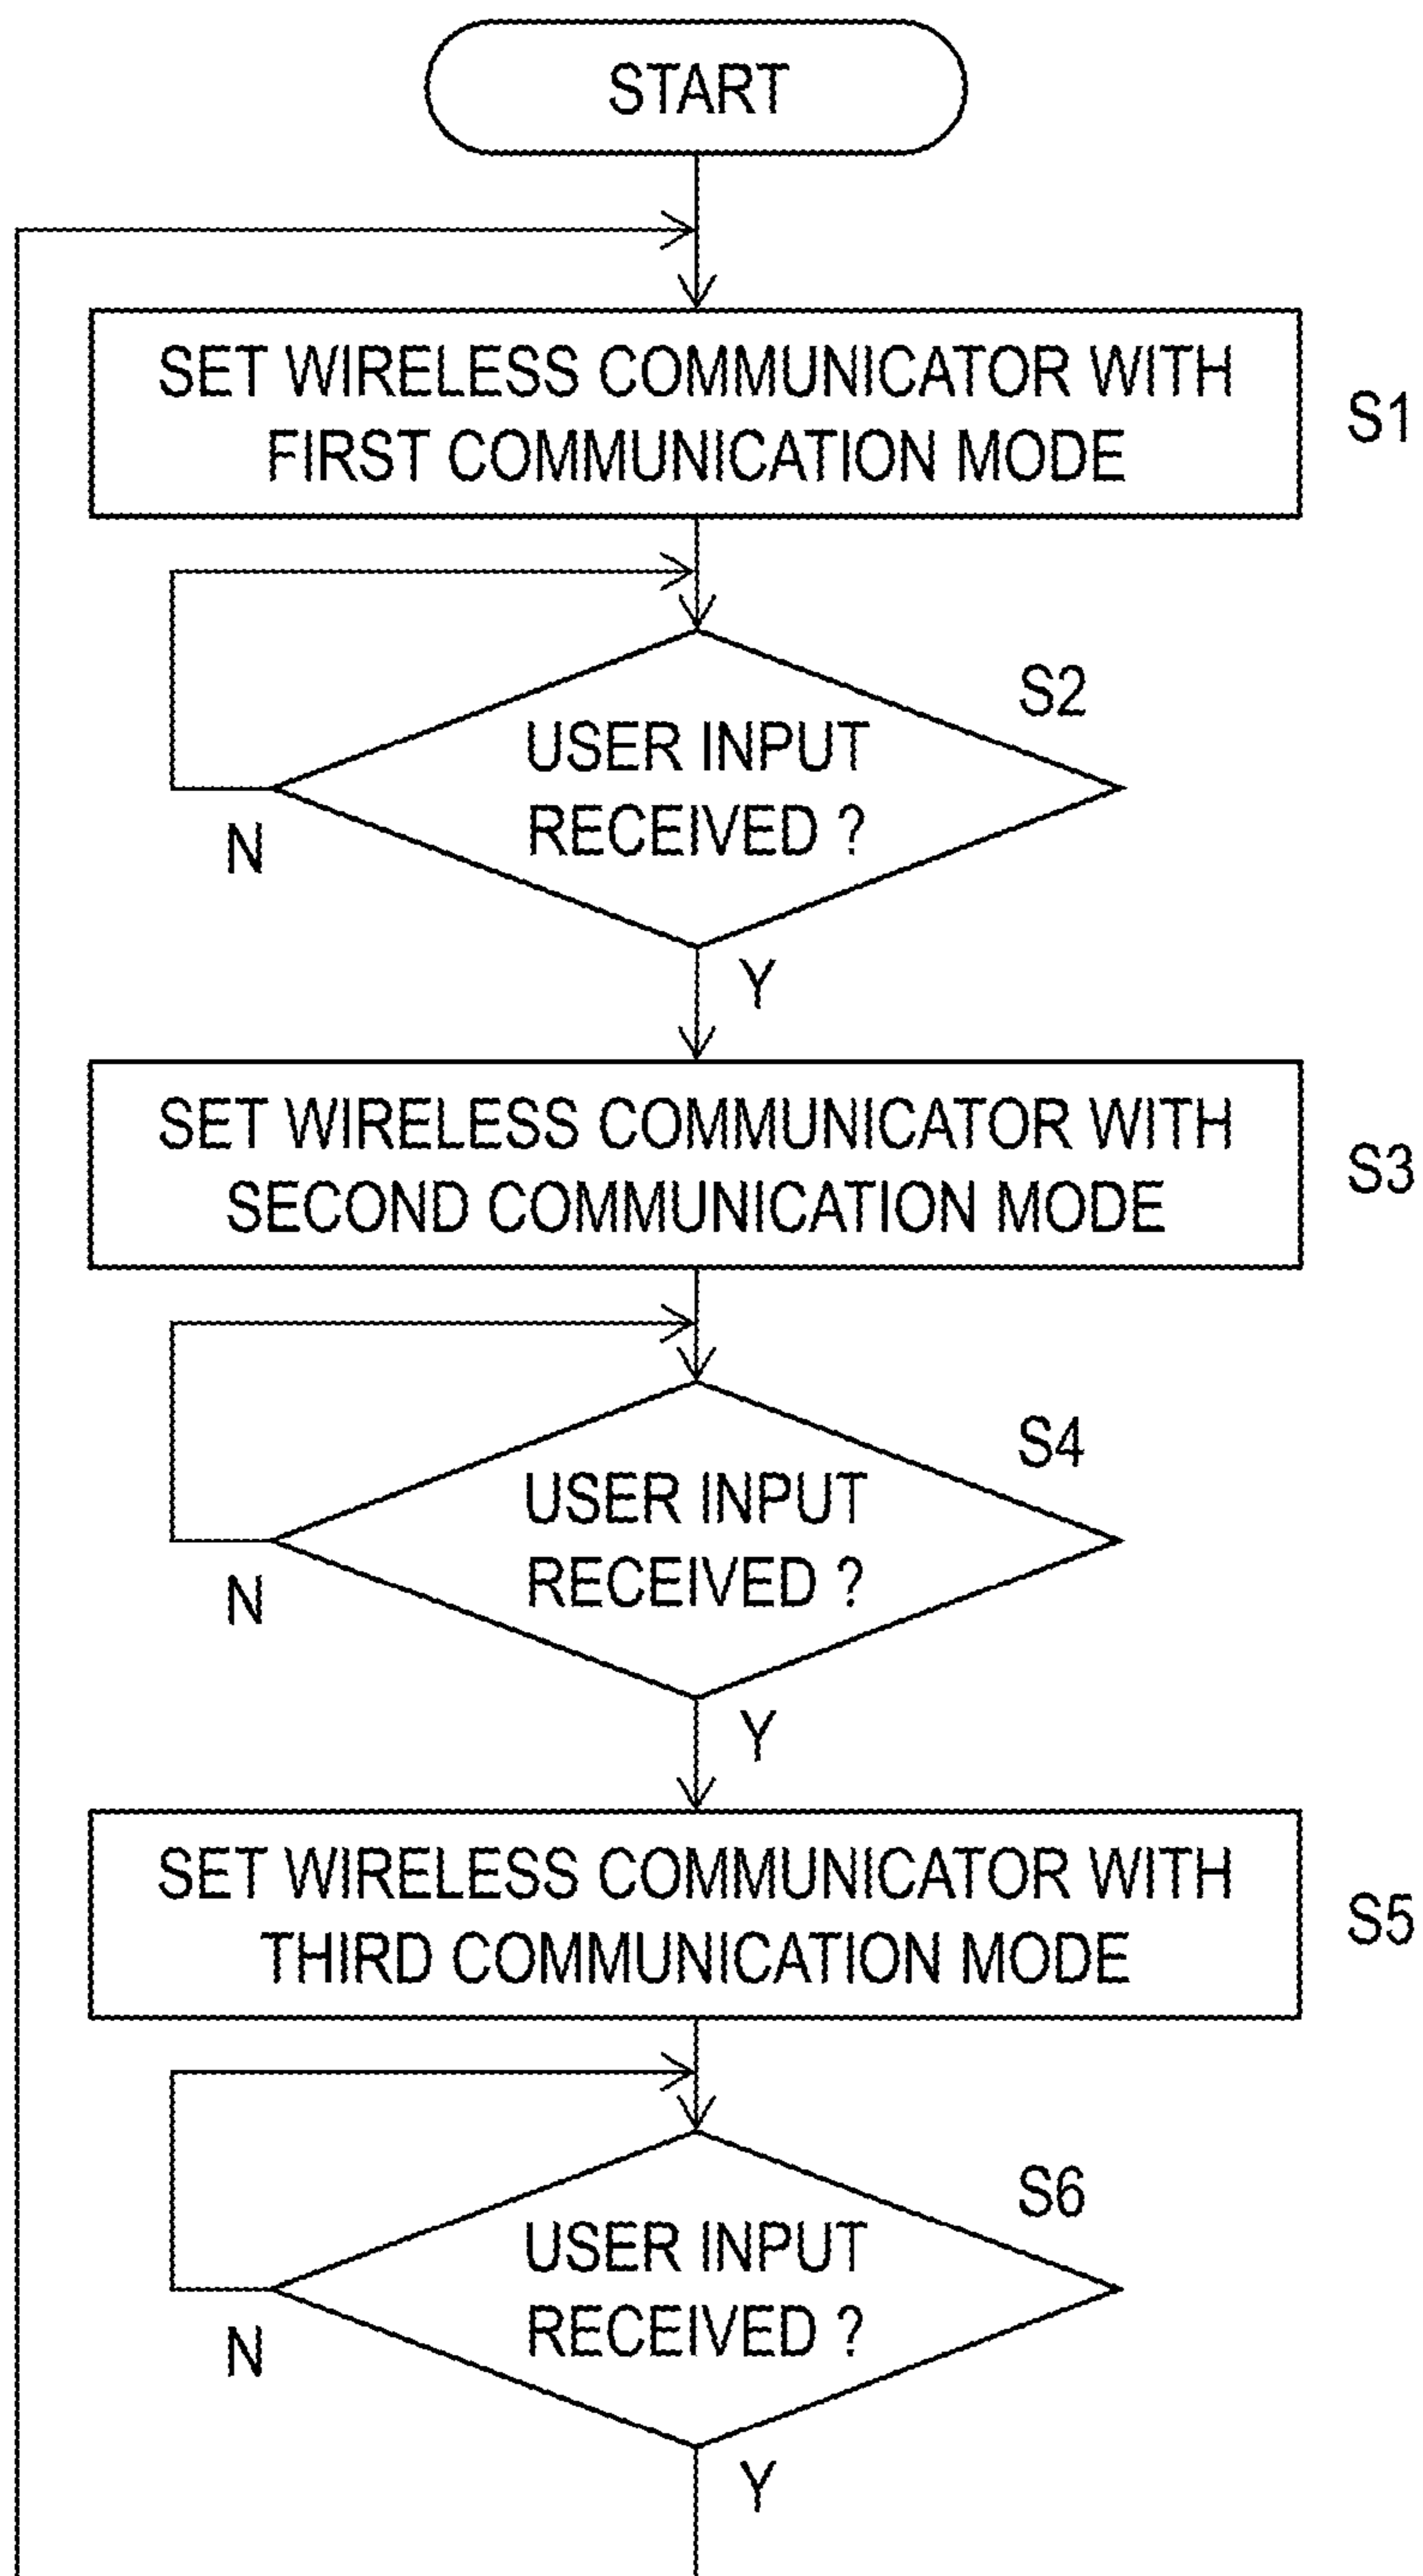 START
SET WIRELESS COMMUNICATOR WITH
FIRST COMMUNICATION MODE
S1
S2
USER INPUT
RECEIVED ?
N
Y
SET WIRELESS COMMUNICATOR WITH
SECOND COMMUNICATION MODE
S3
S4
USER INPUT
RECEIVED ?
N
Y
SET WIRELESS COMMUNICATOR WITH
THIRD COMMUNICATION MODE
S5
S6
USER INPUT
RECEIVED ?
N
Y